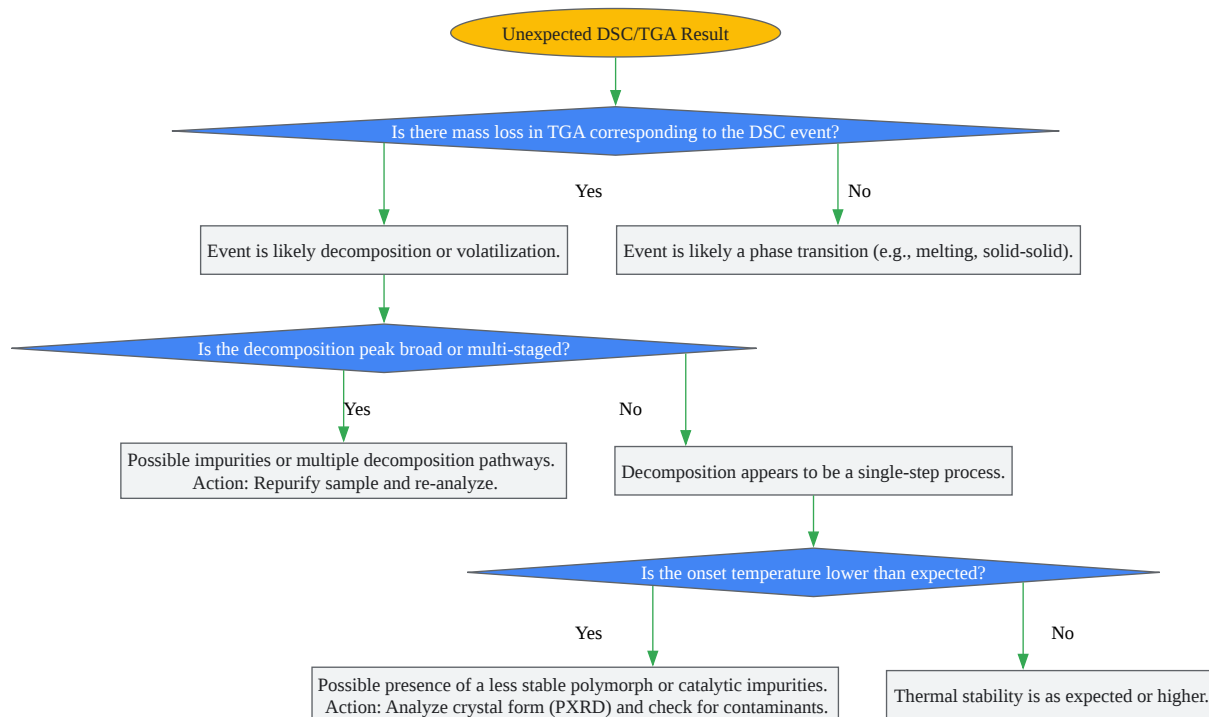 Unexpected DSC/TGA Result
Is there mass loss in TGA corresponding to the DSC event?
Yes
No
Event is likely decomposition or volatilization.
Event is likely a phase transition (e.g., melting, solid-solid).
Is the decomposition peak broad or multi-staged?
Yes
No
Possible impurities or multiple decomposition pathways.
Action: Repurify sample and re-analyze.
Decomposition appears to be a single-step process.
Is the onset temperature lower than expected?
Yes
No
Possible presence of a less stable polymorph or catalytic impurities.
Action: Analyze crystal form (PXRD) and check for contaminants.
Thermal stability is as expected or higher.